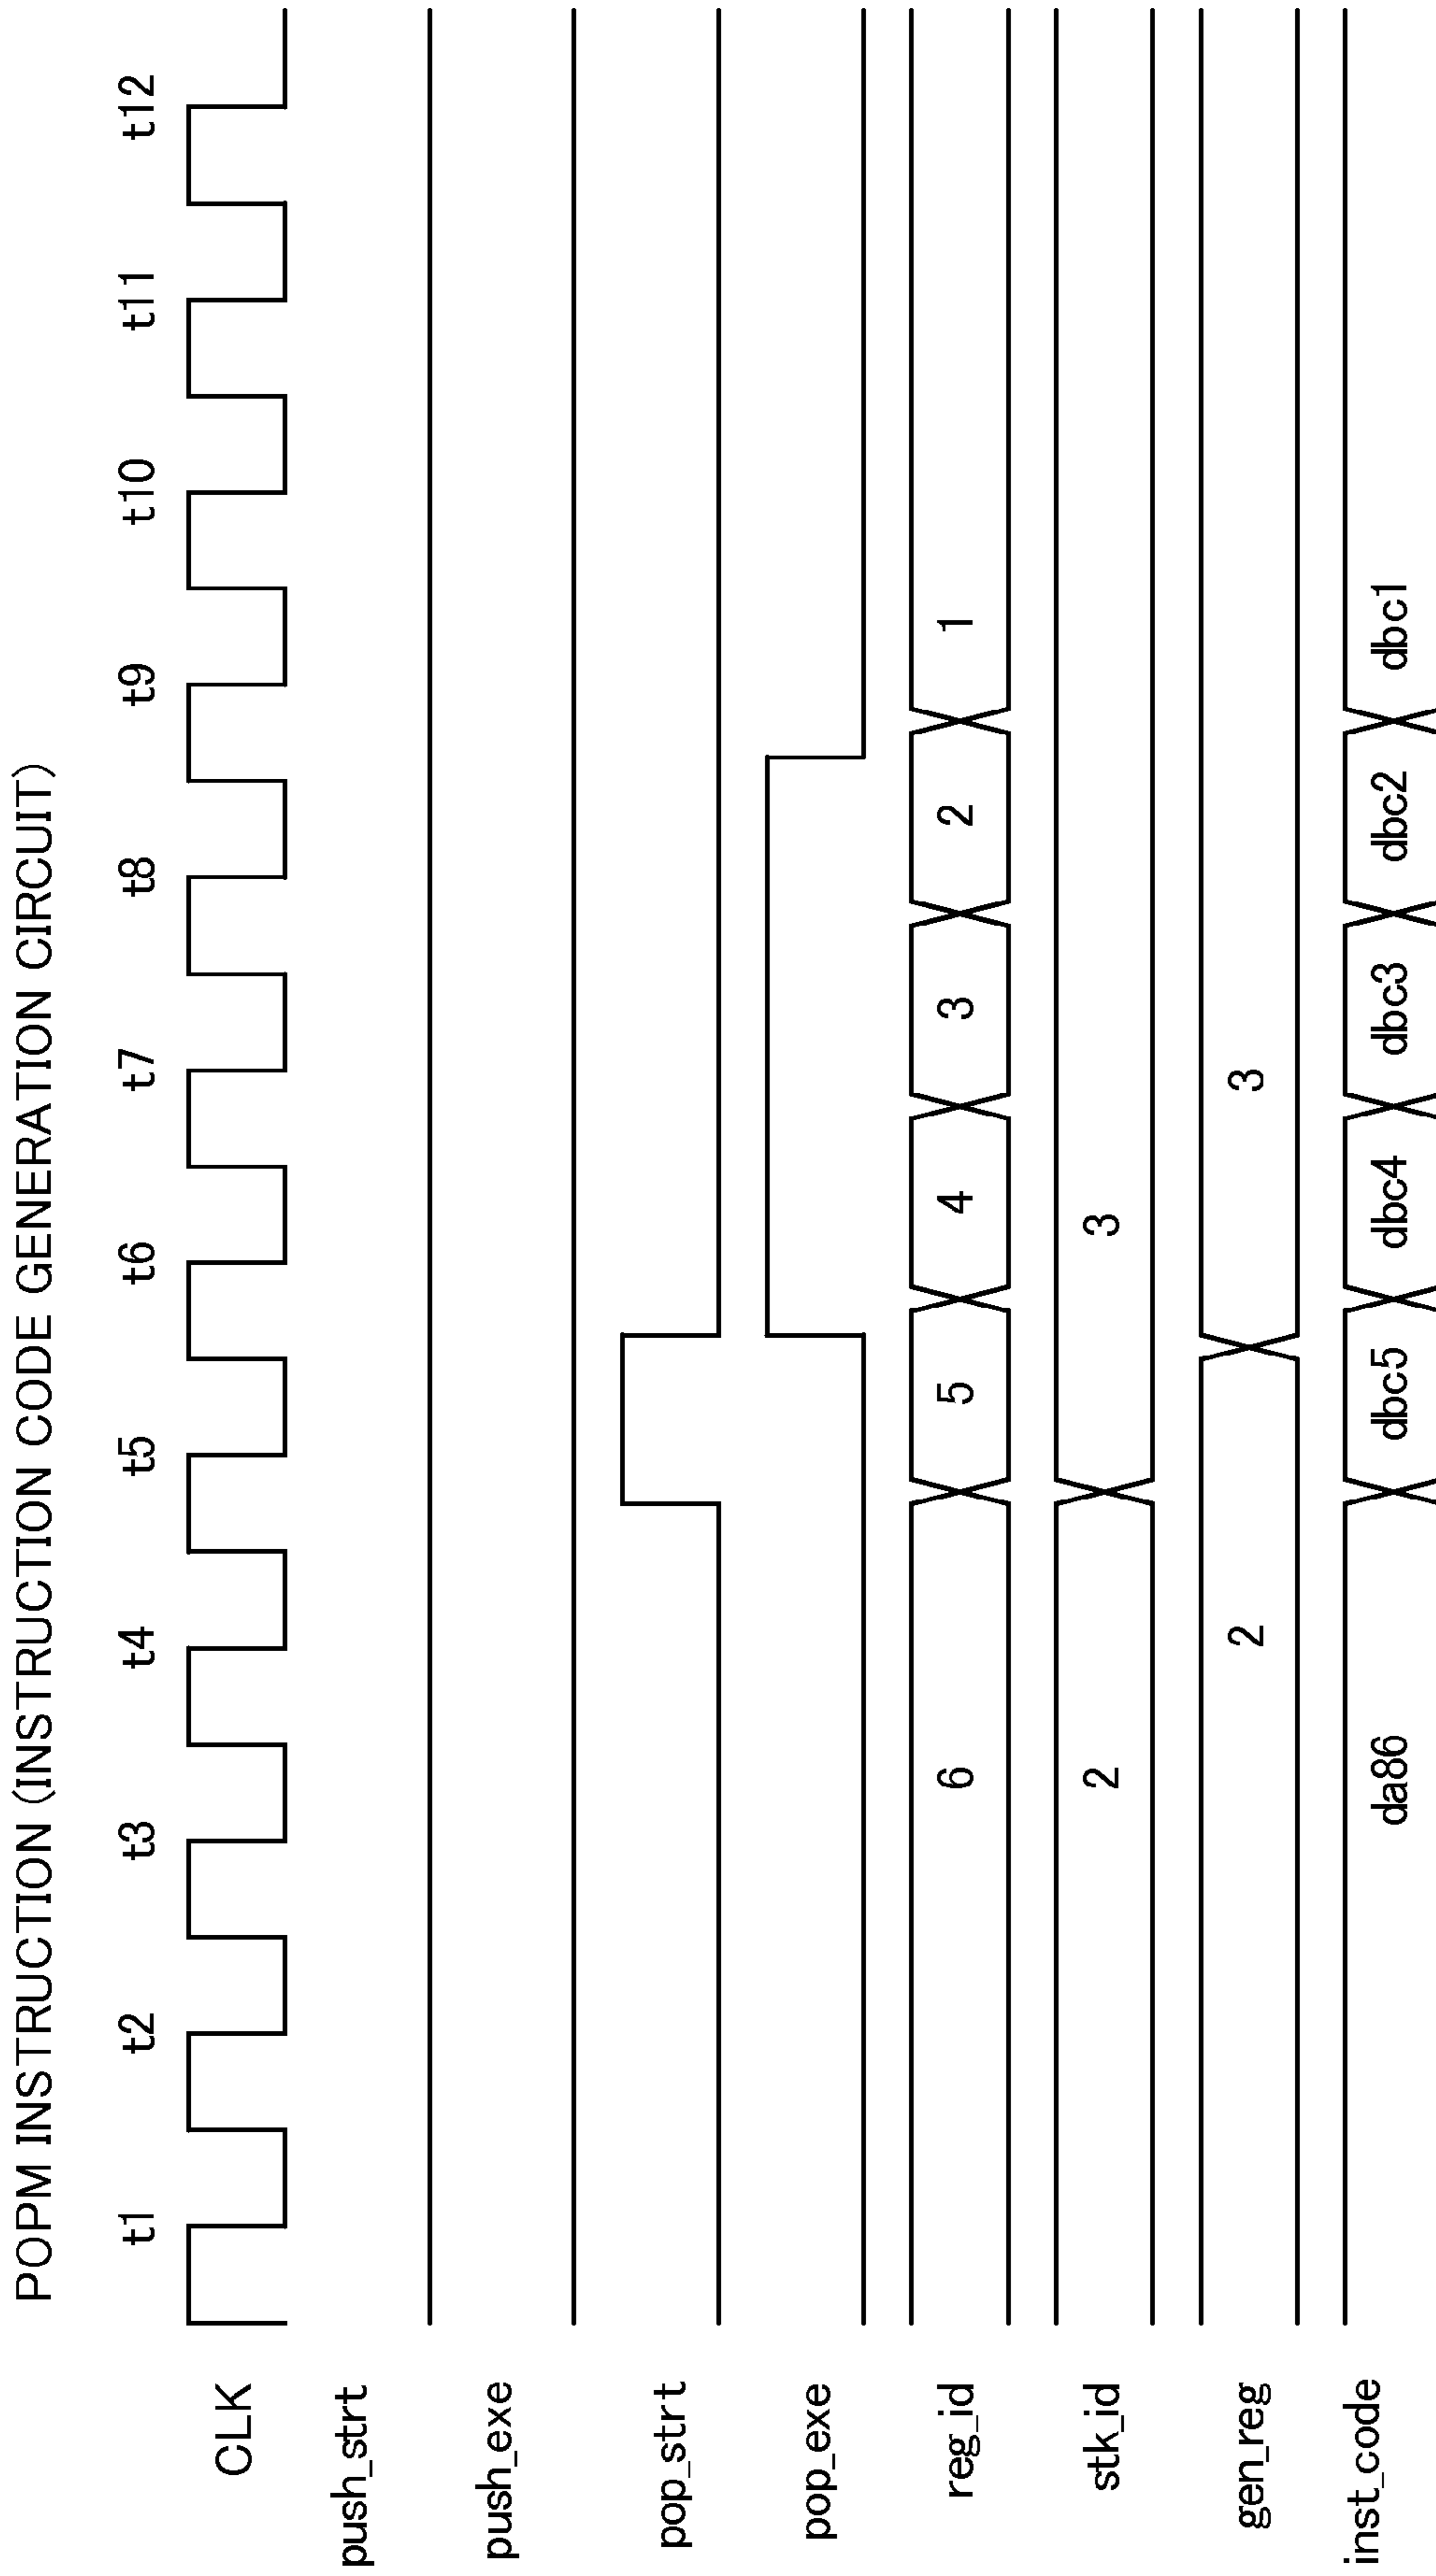 POPM INSTRUCTION (INSTRUCTION CODE GENERATION CIRCUIT)
t1 t2 t3 t4 t5 t6 t7 t8 t9 t10 t11 t12
CLK
push_strt
push_exe
pop_strt
pop_exe
reg_id 6 5 4 3 2 1
stk_id 2 3
gen_reg 2 3
inst_code da86 dbc5 dbc4 dbc3 dbc2 dbc1